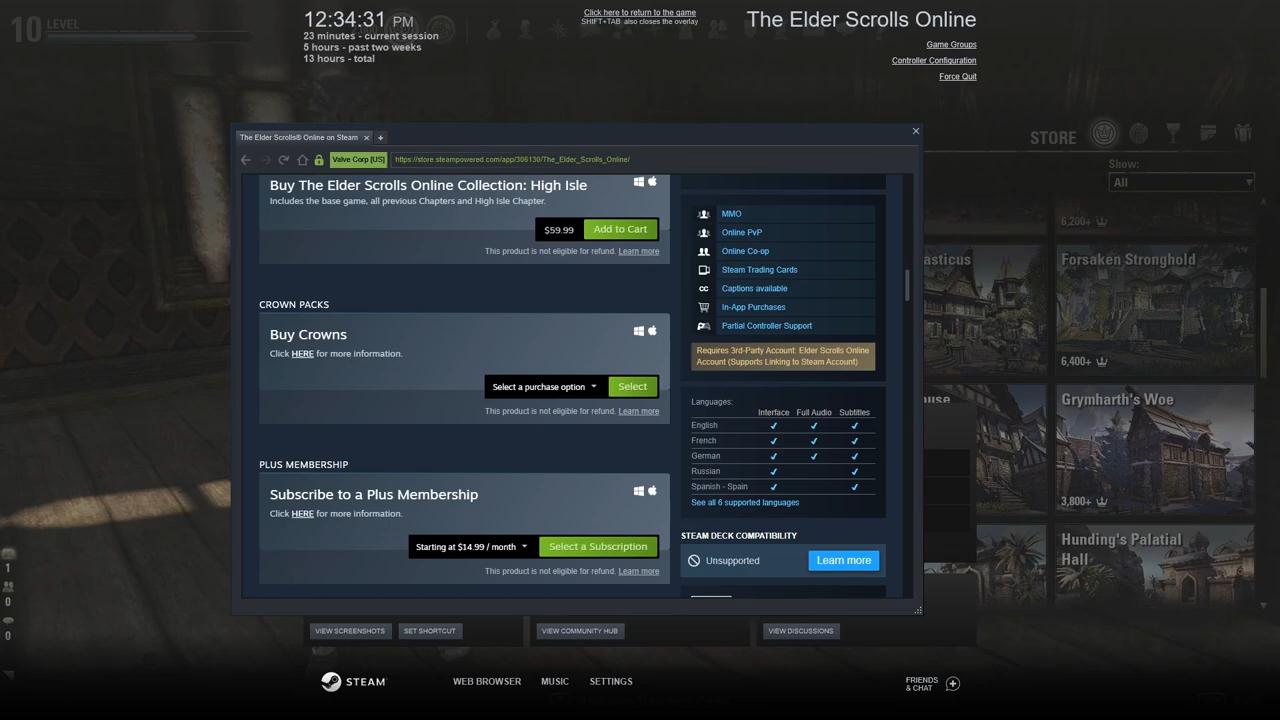 10 LEVEL
12:34:31 PM
23 minutes - current session
5 hours - past two weeks
13 hours - total
Click here to return to the game
SHIFT+TAB also closes the overlay
The Elder Scrolls Online
Game Groups
Controller Configuration
Force Quit
The Elder Scrolls® Online on Steam
Valve Corp [US] https://store.steampowered.com/app/306130/The_Elder_Scrolls_Online/
Buy The Elder Scrolls Online Collection: High Isle
Includes the base game, all previous Chapters and High Isle Chapter.
$59.99 Add to Cart
This product is not eligible for refund. Learn more
CROWN PACKS
Buy Crowns
Click HERE for more information.
Select a purchase option Select
This product is not eligible for refund. Learn more
PLUS MEMBERSHIP
Subscribe to a Plus Membership
Click HERE for more information.
Starting at $14.99 / month Select a Subscription
This product is not eligible for refund. Learn more
MMO
Online PvP
Online Co-op
Steam Trading Cards
CC Captions available
In-App Purchases
Partial Controller Support
Requires 3rd-Party Account: Elder Scrolls Online
Account (Supports Linking to Steam Account)
Languages:
Interface Full Audio Subtitles
English
French
German
Russian
Spanish - Spain
See all 6 supported languages
STEAM DECK COMPATIBILITY
Unsupported Learn more
STORE
Show:
All
6,200+
Forsaken Stronghold
6,400+
Grymharth's Woe
3,800+
Hunding's Palatial
Hall
1
0
0
VIEW SCREENSHOTS SET SHORTCUT VIEW COMMUNITY HUB VIEW DISCUSSIONS
STEAM WEB BROWSER MUSIC SETTINGS
FRIENDS
& CHAT